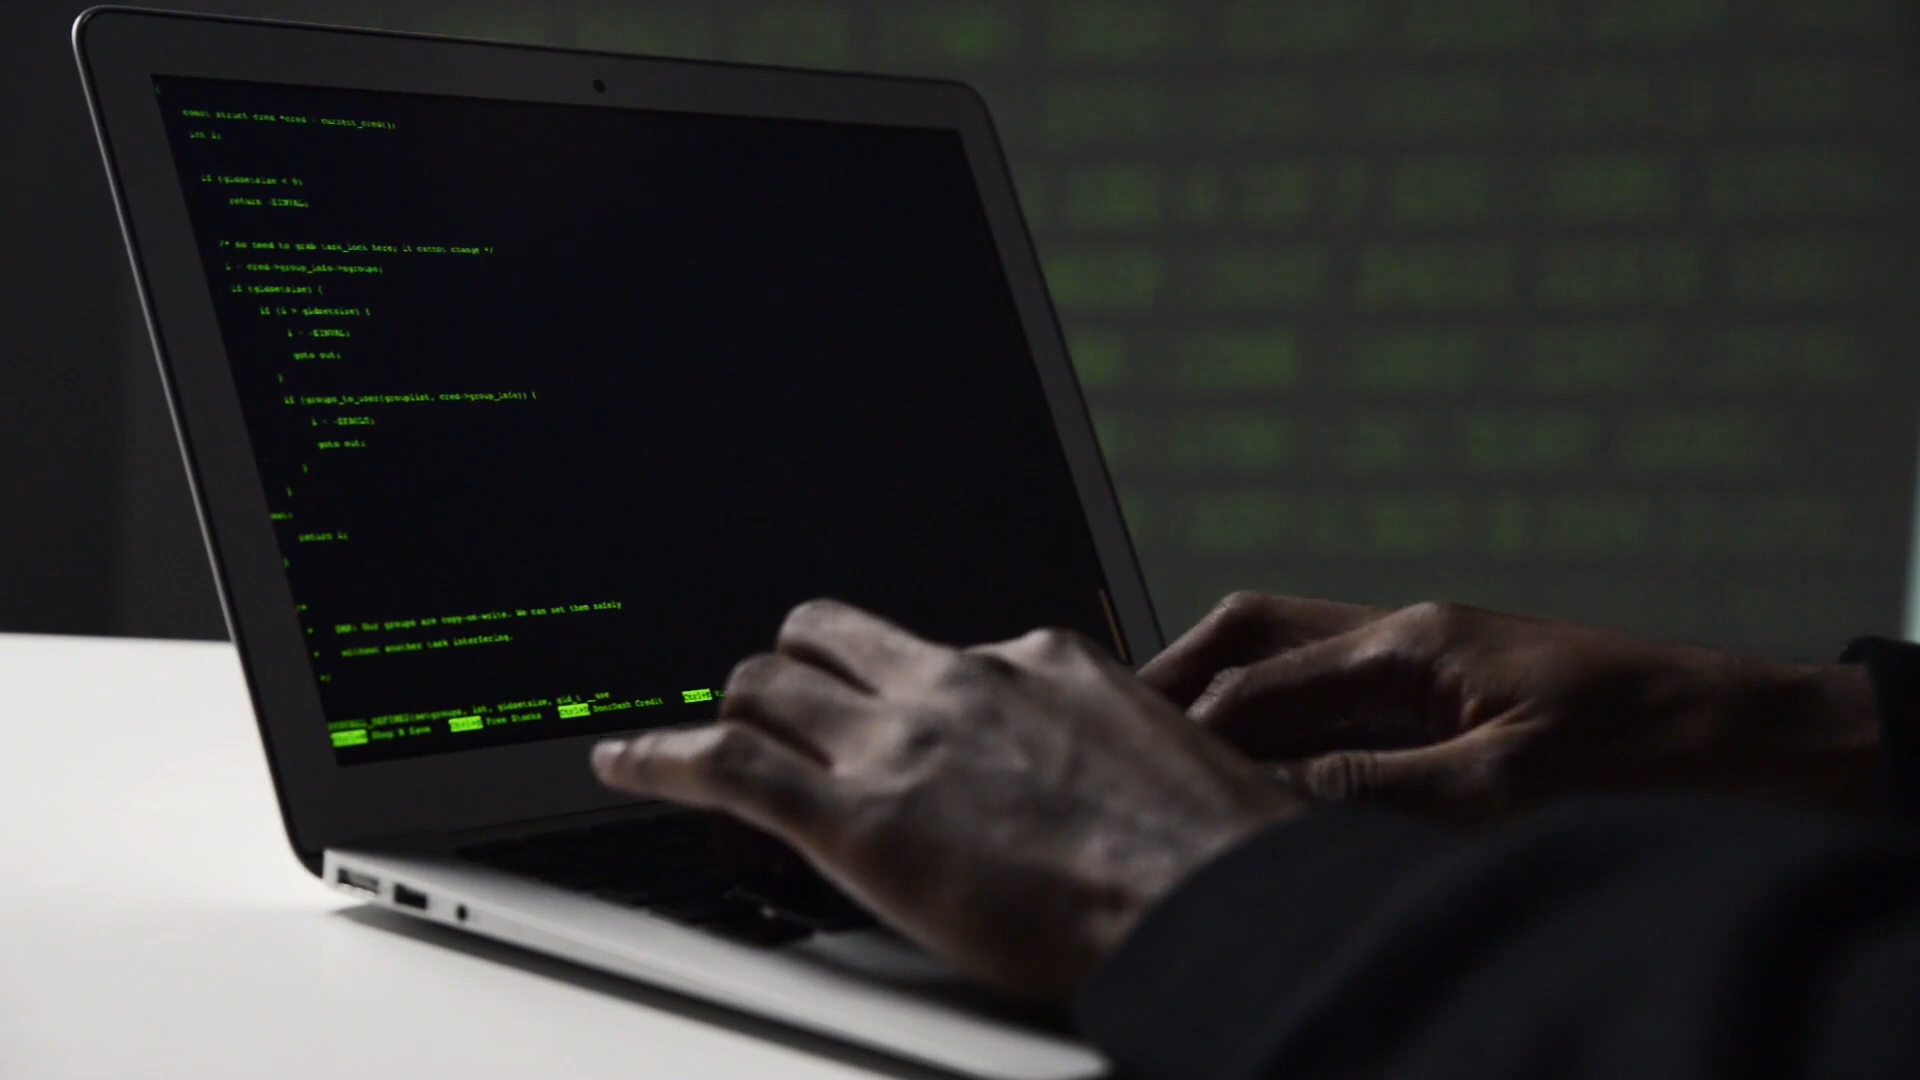 {
const struct cred *cred = current_cred();
int i;
if (gidsetsize < 0)
return -EINVAL;
/* no need to grab task_lock here; it cannot change */
i = cred->group_info->ngroups;
if (gidsetsize) {
if (i > gidsetsize) {
i = -EINVAL;
goto out;
}
if (groups_to_user(grouplist, cred->group_info)) {
i = -EFAULT;
goto out;
}
}
out:
return i;
}
/*
* SMP: Our groups are copy-on-write. We can set them safely
* without another task interfering.
*/
SYSCALL_DEFINE2(setgroups, int, gidsetsize, gid_t __use
Shop & Save Free Stocks DoorDash Credit